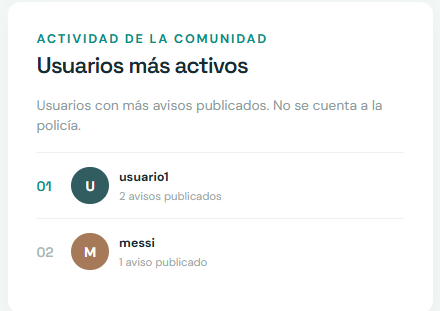 ACTIVIDAD DE LA COMUNIDAD
Usuarios más activos
Usuarios con más avisos publicados. No se cuenta a la
policía.
01
U
usuario1
2 avisos publicados
02
M
messi
1 aviso publicado